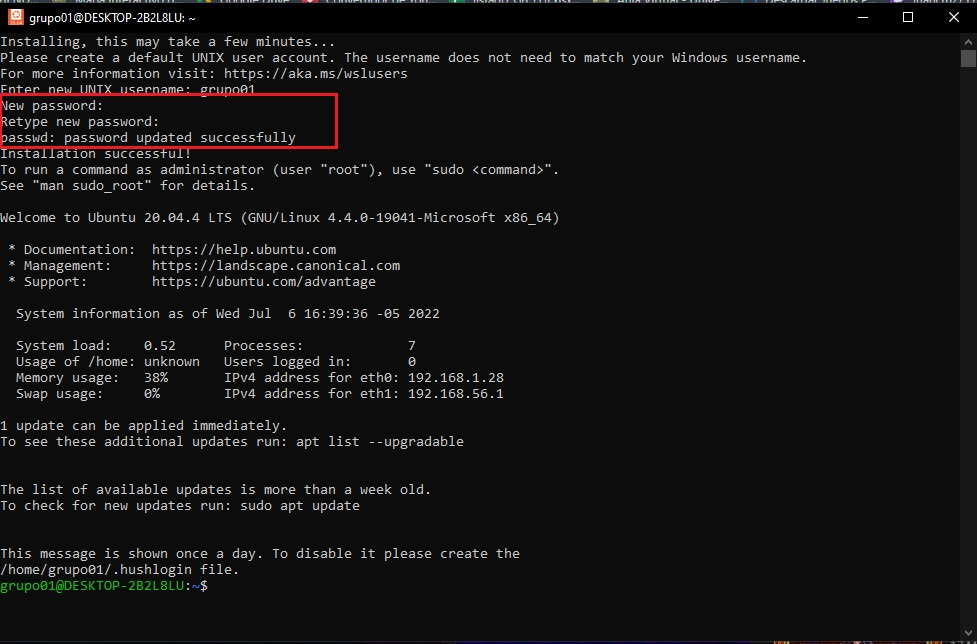 grupo01@DESKTOP-2B2L8LU: ~
Installing, this may take a few minutes...
Please create a default UNIX user account. The username does not need to match your Windows username.
For more information visit: https://aka.ms/wslusers
Enter new UNIX username: grupo01
New password:
Retype new password:
passwd: password updated successfully
Installation successful!
To run a command as administrator (user "root"), use "sudo <command>".
See "man sudo_root" for details.
Welcome to Ubuntu 20.04.4 LTS (GNU/Linux 4.4.0-19041-Microsoft x86_64)
* Documentation:  https://help.ubuntu.com
* Management:     https://landscape.canonical.com
* Support:        https://ubuntu.com/advantage
System information as of Wed Jul  6 16:39:36 -05 2022
System load:    0.52      Processes:              7
Usage of /home: unknown   Users logged in:        0
Memory usage:   38%       IPv4 address for eth0: 192.168.1.28
Swap usage:     0%        IPv4 address for eth1: 192.168.56.1
1 update can be applied immediately.
To see these additional updates run: apt list --upgradable
The list of available updates is more than a week old.
To check for new updates run: sudo apt update
This message is shown once a day. To disable it please create the
/home/grupo01/.hushlogin file.
grupo01@DESKTOP-2B2L8LU:~$